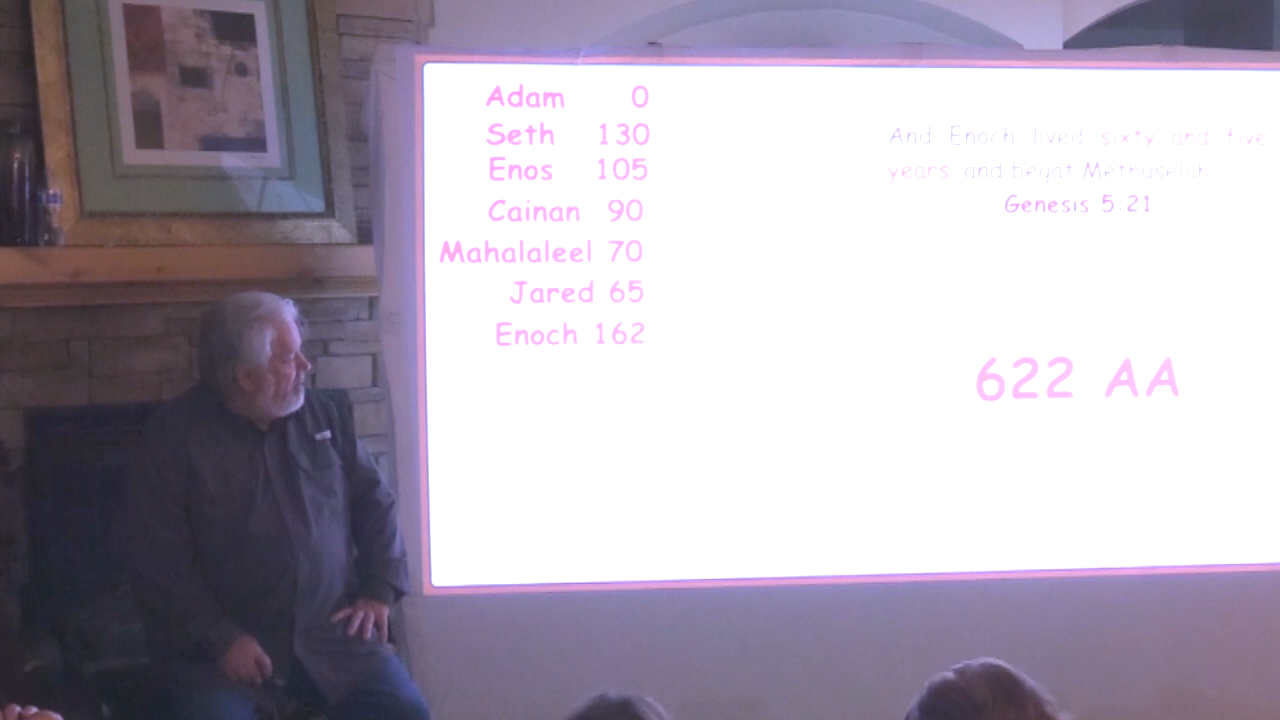 Adam 0
Seth 130
Enos 105
Cainan 90
Mahalaleel 70
Jared 65
Enoch 162
And Enoch lived sixty and five
years and begat Methuselah
Genesis 5:21
622 AA